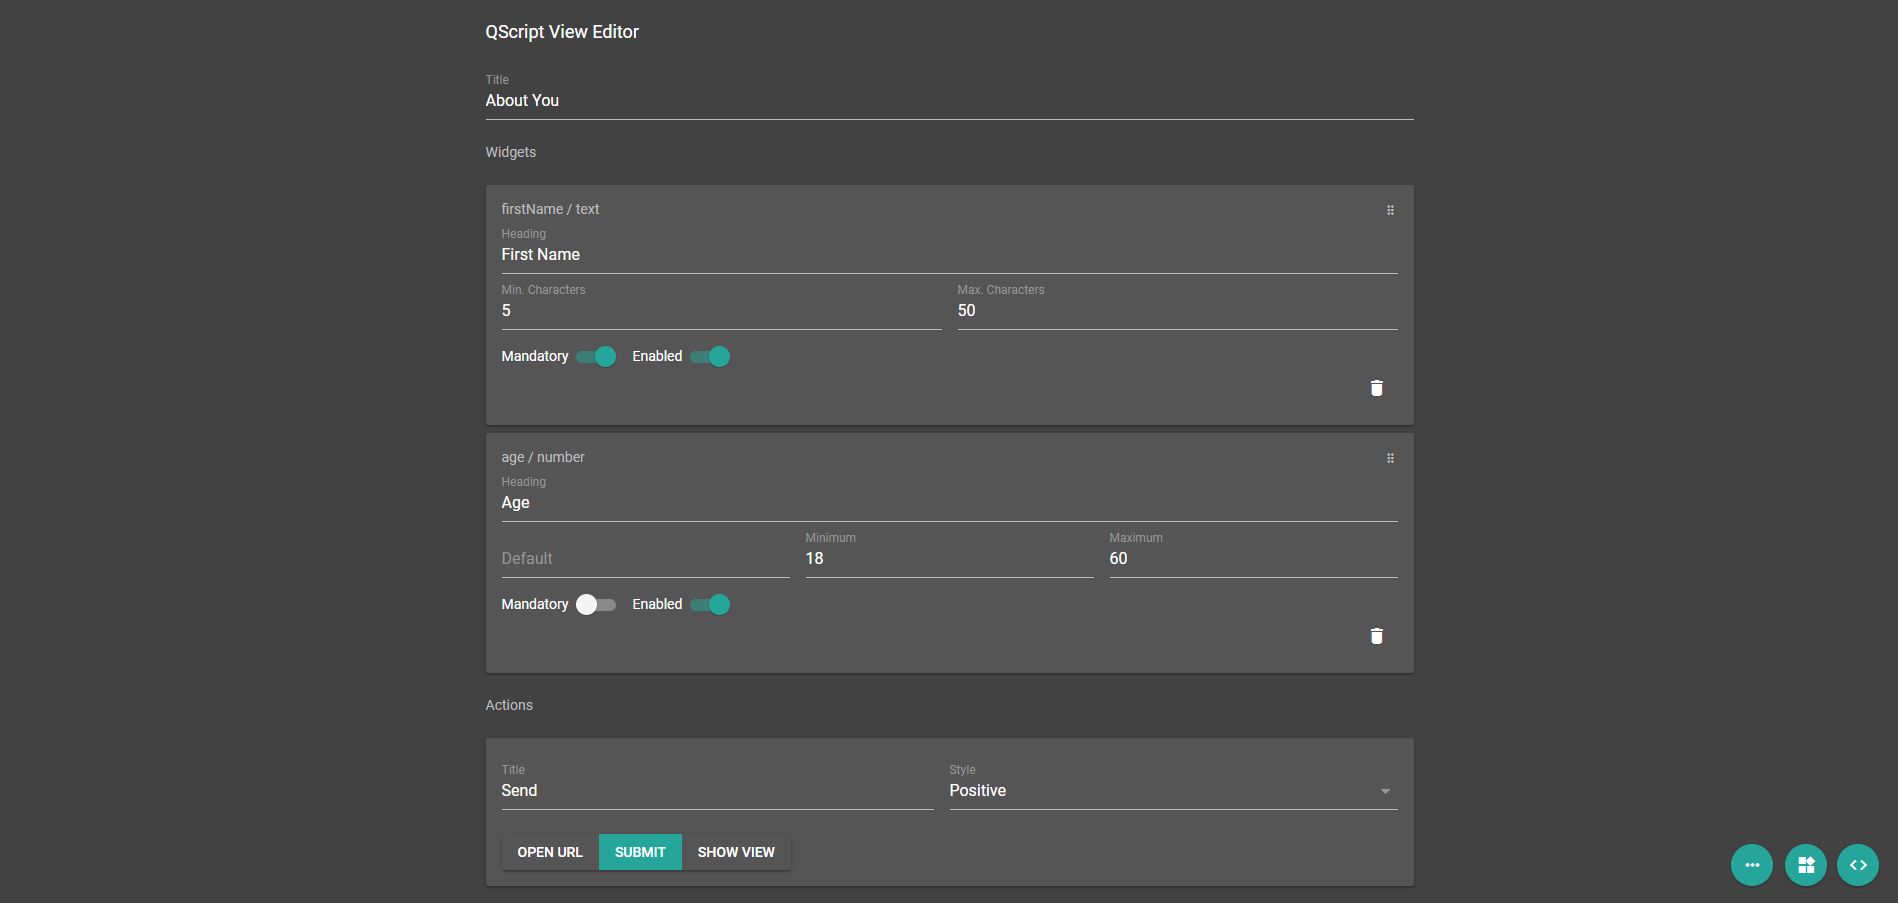 QScript View Editor
Title
About You
Widgets
firstName / text
Heading
First Name
Min. Characters
Max. Characters
5
50
Mandatory
Enabled
age / number
Heading
Age
Minimum
Maximum
Default
18
60
Mandatory
Enabled
Actions
Title
Style
Send
Positive
OPEN URL
SUBMIT
SHOW VIEW